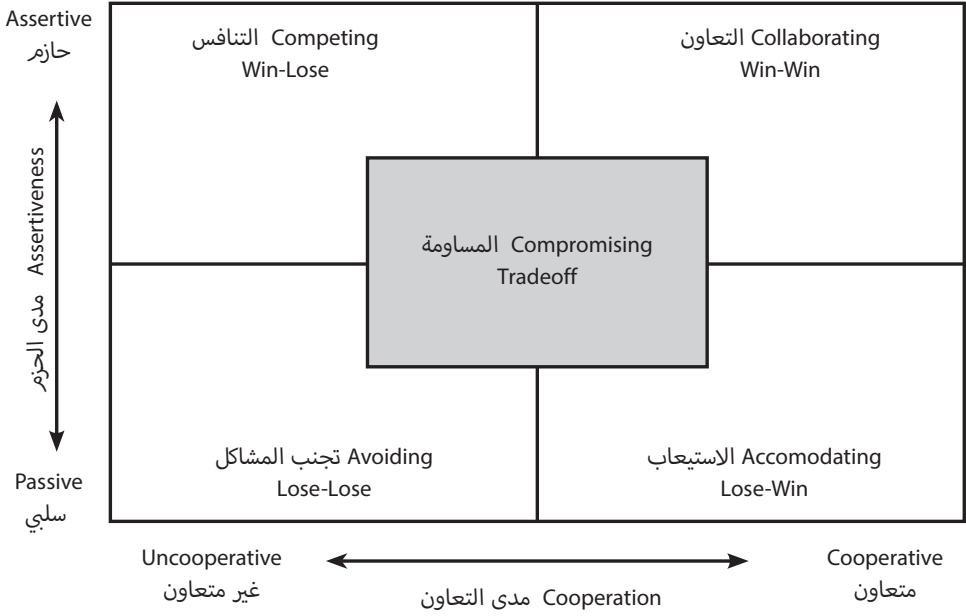 Assertive
حازم
التنافس Competing
Win-Lose
التعاون Collaborating
Win-Win
مدى الحزم Assertiveness
المساومة Compromising
Tradeoff
تجنب المشاكل Avoiding
Lose-Lose
الاستيعاب Accomodating
Lose-Win
Passive
سلبي
Uncooperative
غير متعاون
مدى التعاون Cooperation
Cooperative
متعاون